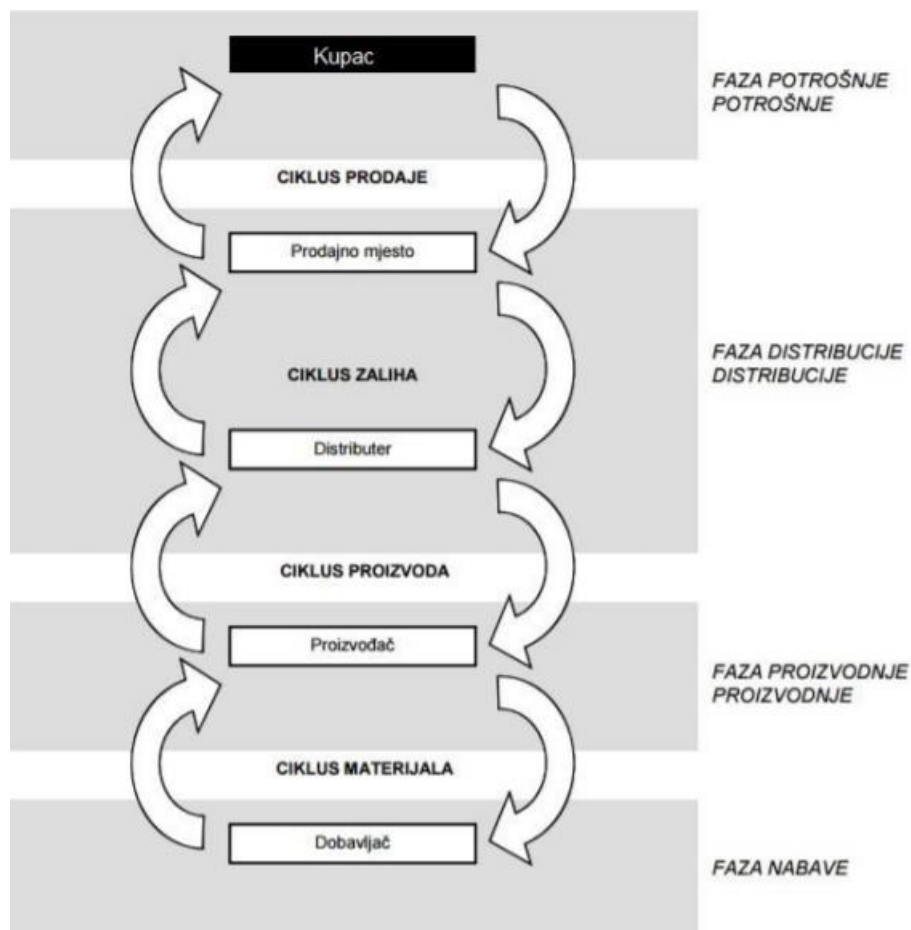 Kupac
FAZA POTROŠNJE
POTROŠNJE
CIKLUS PRODAJE
Prodajno mjesto
FAZA DISTRIBUCIJE
DISTRIBUCIJE
CIKLUS ZALIHA
Distributer
CIKLUS PROIZVODA
Proizvođač
FAZA PROIZVODNJE
PROIZVODNJE
CIKLUS MATERIJALA
Dobavljač
FAZA NABAVE